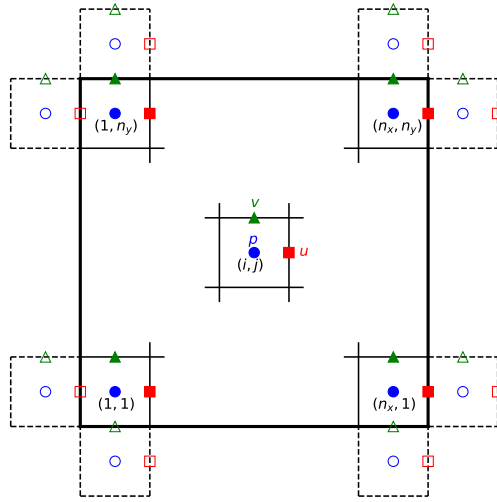 (1, n_y)
(n_x, n_y)
v
p
u
(i, j)
(1, 1)
(n_x, 1)